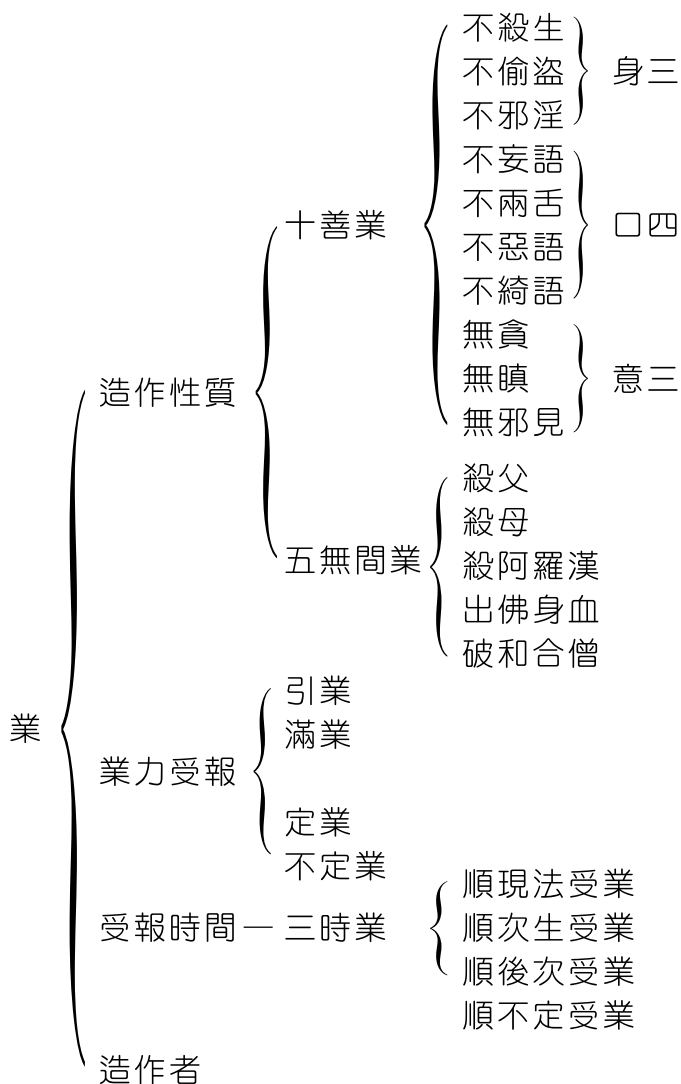 不殺生
不偷盜
不邪淫
身三
不妄語
不兩舌
不惡語
不綺語
口四
無貪
無瞋
無邪見
意三
十善業
造作性質
殺父
殺母
殺阿羅漢
出佛身血
破和合僧
五無間業
業
引業
滿業
定業
不定業
業力受報
受報時間 — 三時業
順現法受業
順次生受業
順後次受業
順不定受業
造作者